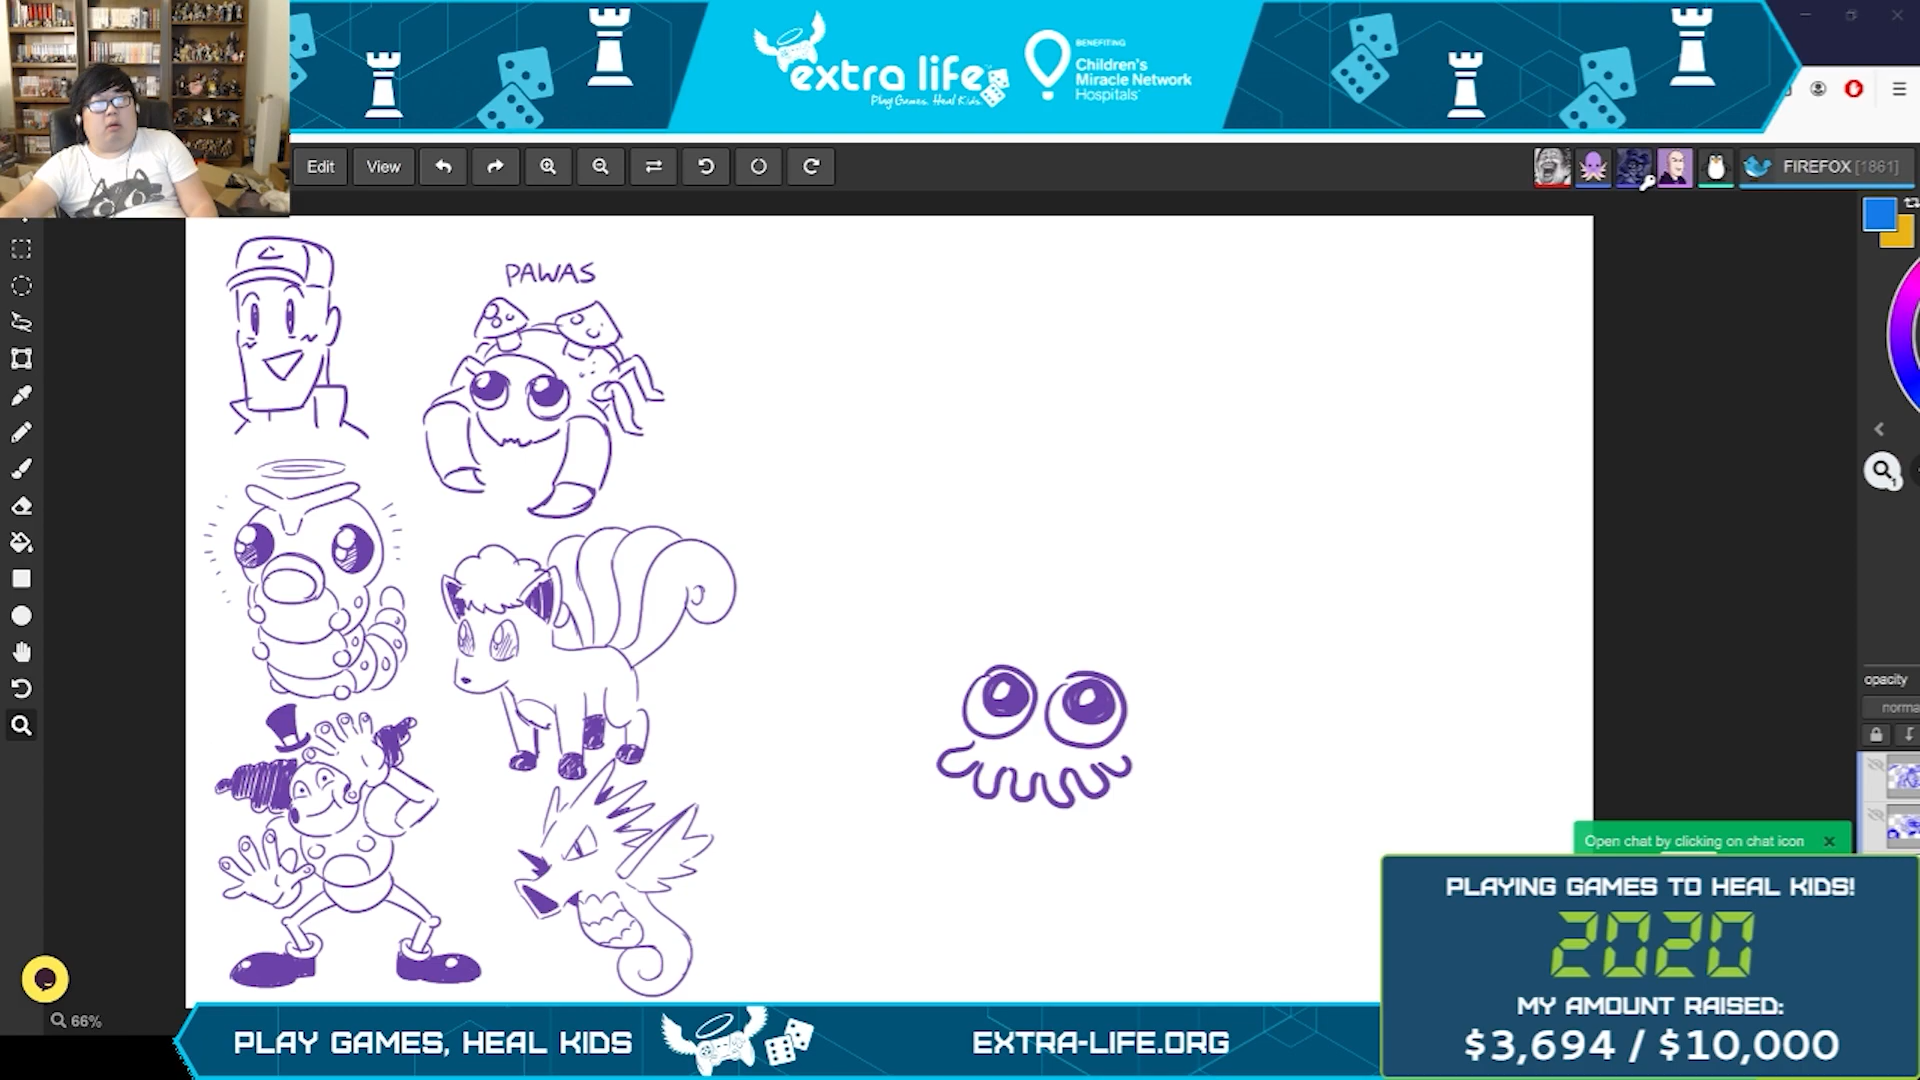 extra life
Play Games. Heal Kids.
BENEFITING
Children's
Miracle Network
Hospitals
Edit
View
FIREFOX [1861]
PAWAS
opacity
norma
Open chat by clicking on chat icon
PLAYING GAMES TO HEAL KIDS!
2020
MY AMOUNT RAISED:
$3,694 / $10,000
66%
PLAY GAMES, HEAL KIDS
EXTRA-LIFE.ORG